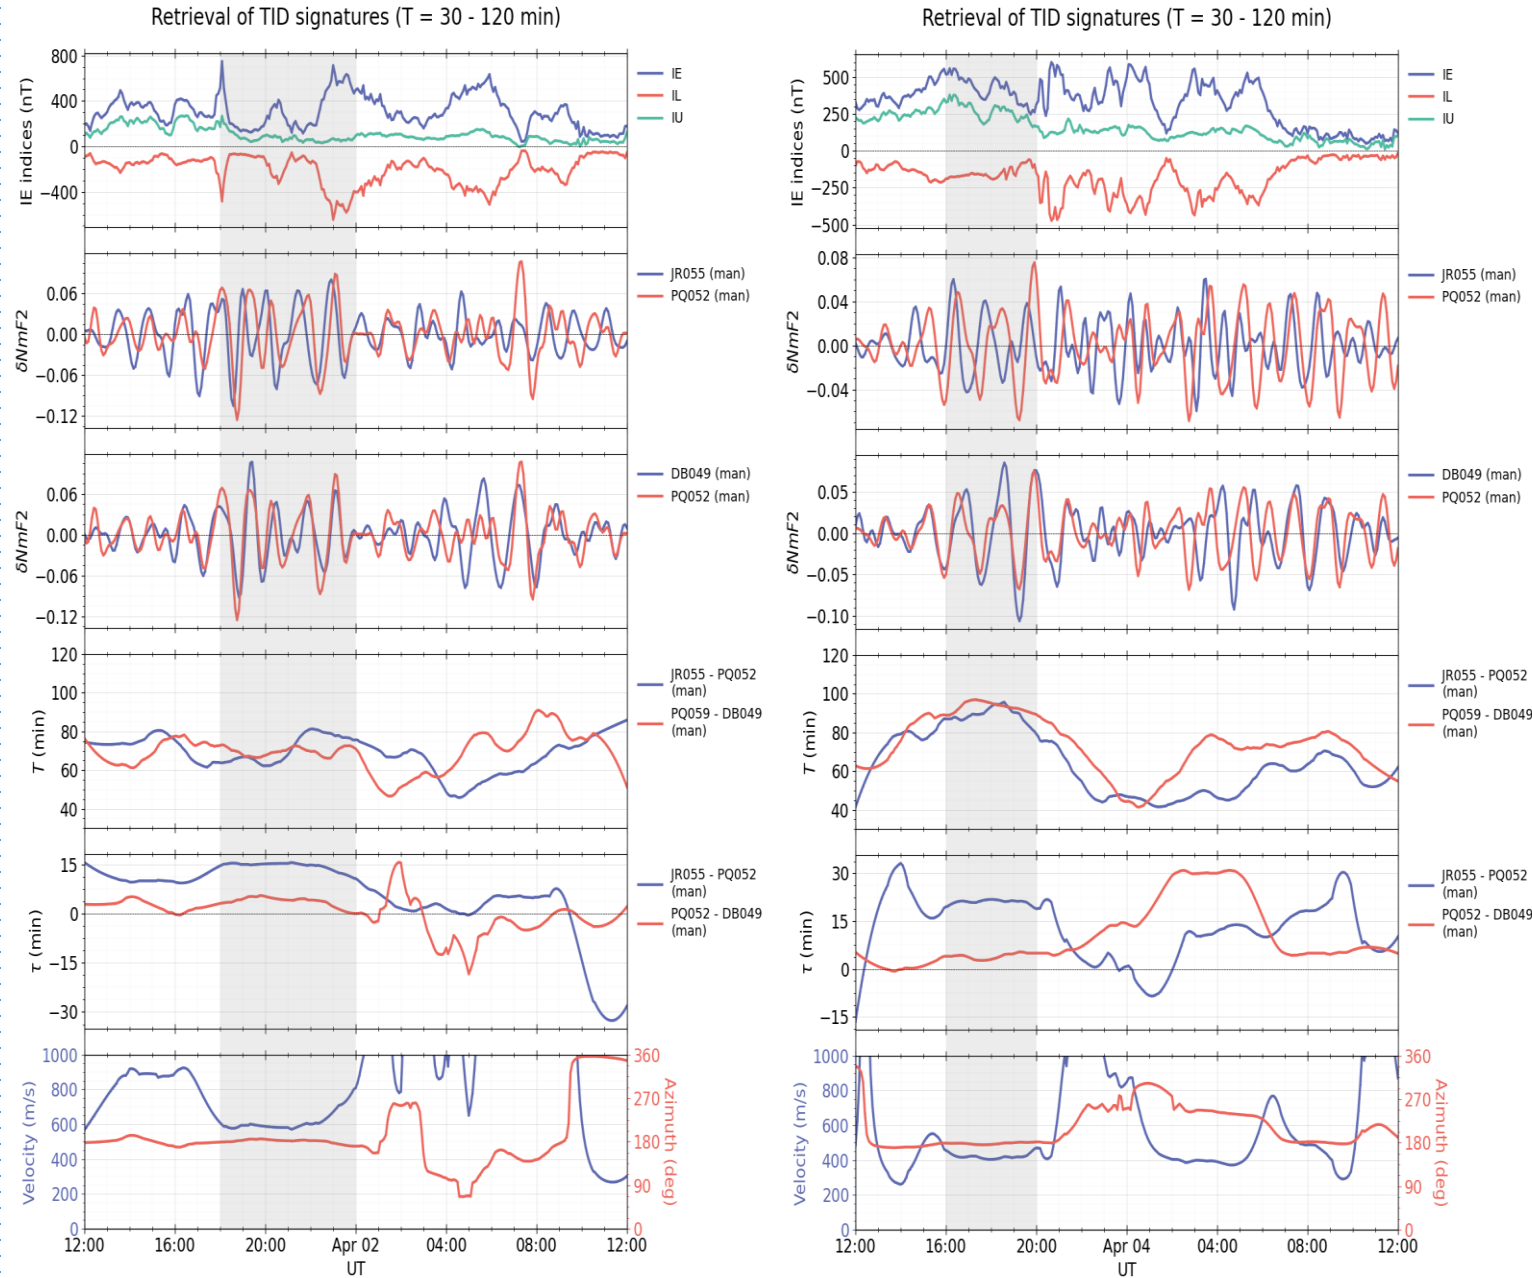 Retrieval of TID signatures (T = 30 - 120 min)
800
400
0
−400
IE indices (nT)
IE
IL
IU
0.06
0.00
−0.06
−0.12
δNmF2
JR055 (man)
PQ052 (man)
0.06
0.00
−0.06
−0.12
δNmF2
DB049 (man)
PQ052 (man)
120
100
80
60
40
T (min)
JR055 - PQ052
(man)
PQ059 - DB049
(man)
15
0
−15
−30
τ (min)
JR055 - PQ052
(man)
PQ052 - DB049
(man)
1000
800
600
400
200
0
Velocity (m/s)
360
270
180
90
0
Azimuth (deg)
12:00 16:00 20:00 Apr 02 04:00 08:00 12:00
UT
Retrieval of TID signatures (T = 30 - 120 min)
500
250
0
−250
−500
IE indices (nT)
IE
IL
IU
0.08
0.04
0.00
−0.04
δNmF2
JR055 (man)
PQ052 (man)
0.05
0.00
−0.05
−0.10
δNmF2
DB049 (man)
PQ052 (man)
120
100
80
60
40
T (min)
JR055 - PQ052
(man)
PQ059 - DB049
(man)
30
15
0
−15
τ (min)
JR055 - PQ052
(man)
PQ052 - DB049
(man)
1000
800
600
400
200
0
Velocity (m/s)
360
270
180
90
0
Azimuth (deg)
12:00 16:00 20:00 Apr 04 04:00 08:00 12:00
UT